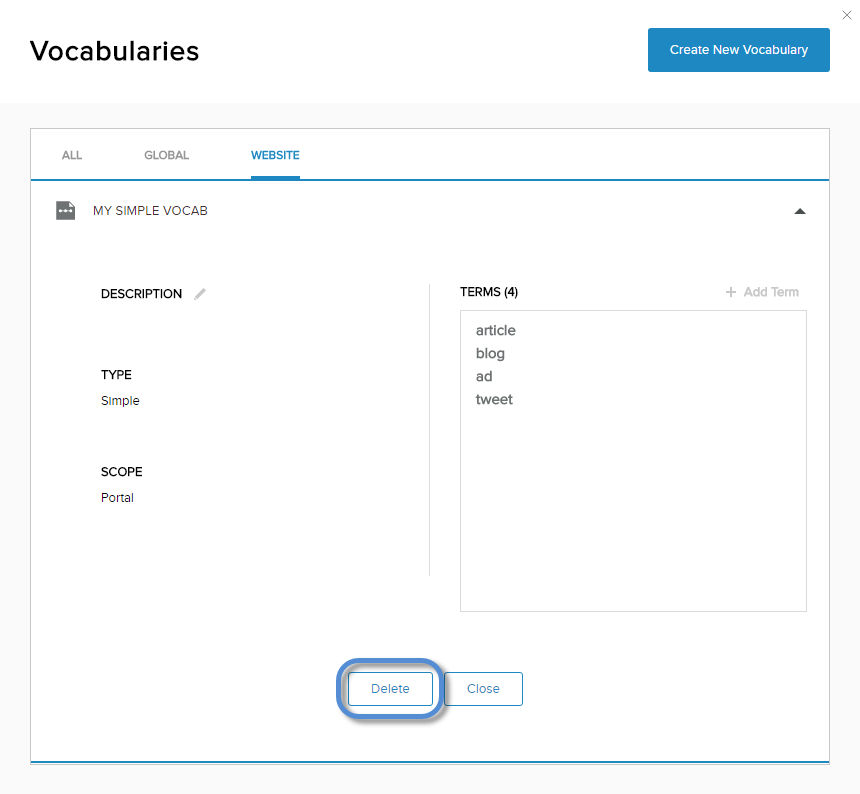 Vocabularies
Create New Vocabulary
ALL
GLOBAL
WEBSITE
MY SIMPLE VOCAB
DESCRIPTION
TYPE
Simple
SCOPE
Portal
TERMS (4)
+ Add Term
article
blog
ad
tweet
Delete
Close